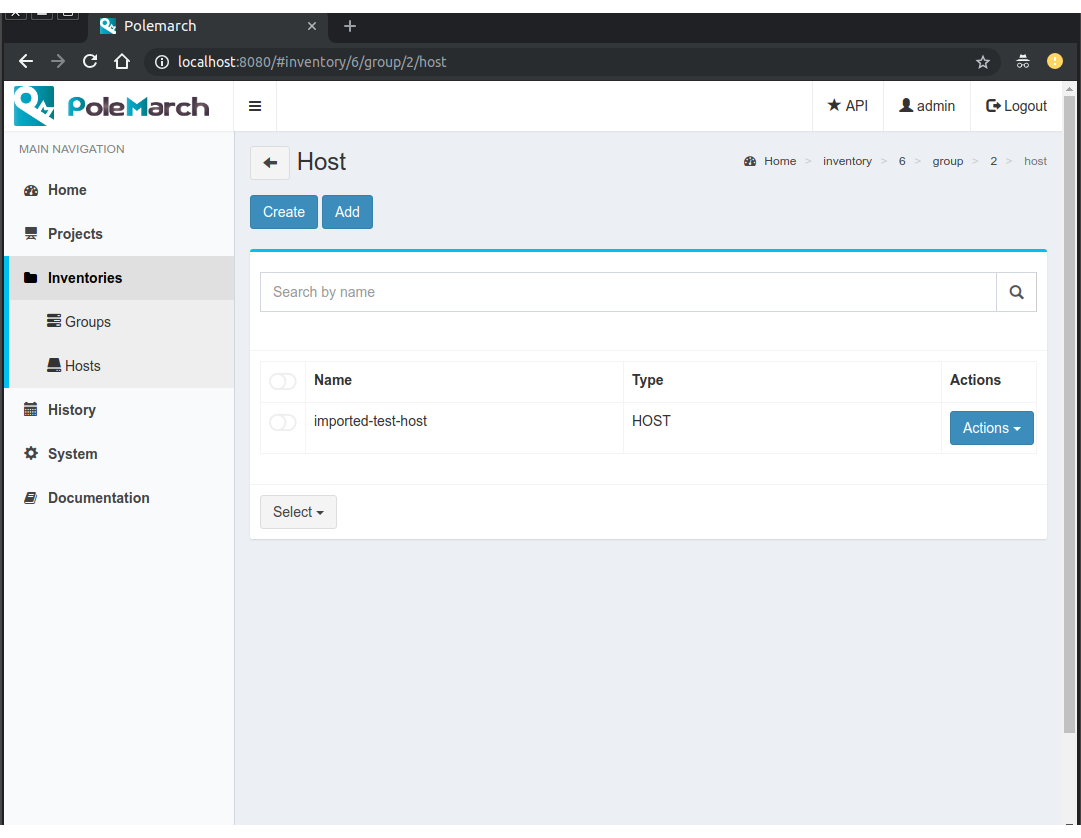 Polemarch
localhost:8080/#inventory/6/group/2/host
PoleMarch
API
admin
Logout
MAIN NAVIGATION
Home
Projects
Inventories
Groups
Hosts
History
System
Documentation
Host
Home > inventory > 6 > group > 2 > host
Create Add
Search by name
Name Type Actions
imported-test-host HOST Actions
Select